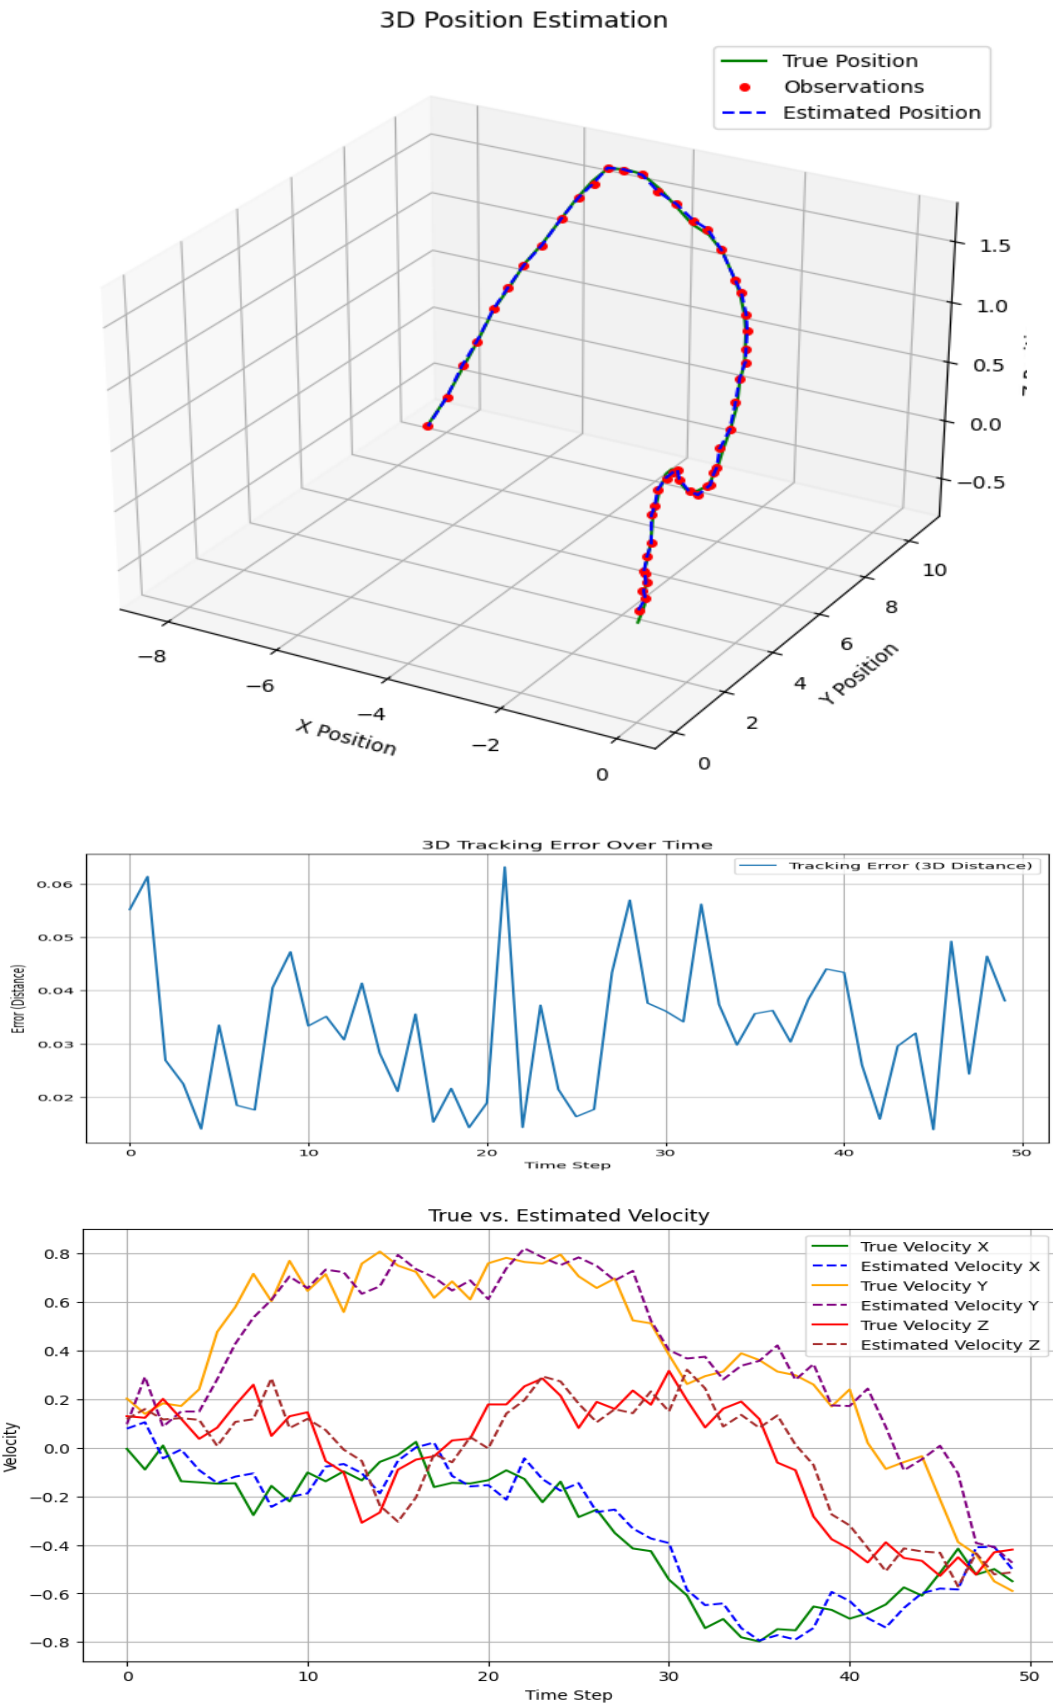 3D Position Estimation
True Position
Observations
Estimated Position
1.5
1.0
0.5
0.0
−0.5
10
8
6
4
2
0
Y Position
−8
−6
−4
−2
0
X Position
3D Tracking Error Over Time
Tracking Error (3D Distance)
0.06
0.05
0.04
0.03
0.02
Error (Distance)
0
10
20
30
40
50
Time Step
True vs. Estimated Velocity
True Velocity X
Estimated Velocity X
True Velocity Y
Estimated Velocity Y
True Velocity Z
Estimated Velocity Z
0.8
0.6
0.4
0.2
0.0
−0.2
−0.4
−0.6
−0.8
Velocity
0
10
20
30
40
50
Time Step